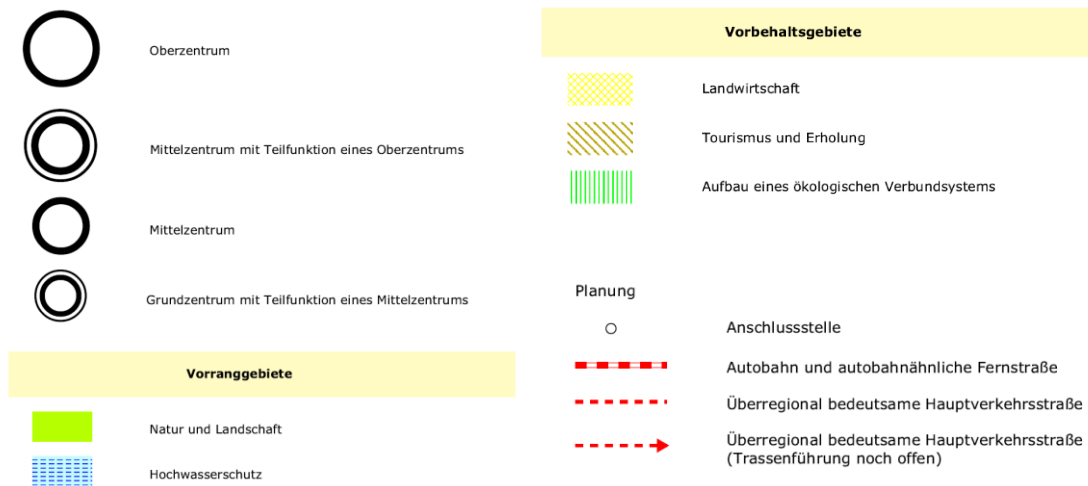 Oberzentrum
Mittelzentrum mit Teilfunktion eines Oberzentrums
Mittelzentrum
Grundzentrum mit Teilfunktion eines Mittelzentrums
Vorranggebiete
Natur und Landschaft
Hochwasserschutz
Vorbehaltsgebiete
Landwirtschaft
Tourismus und Erholung
Aufbau eines ökologischen Verbundsystems
Planung
Anschlussstelle
Autobahn und autobahnähnliche Fernstraße
Überregional bedeutsame Hauptverkehrsstraße
Überregional bedeutsame Hauptverkehrsstraße
(Trassenführung noch offen)